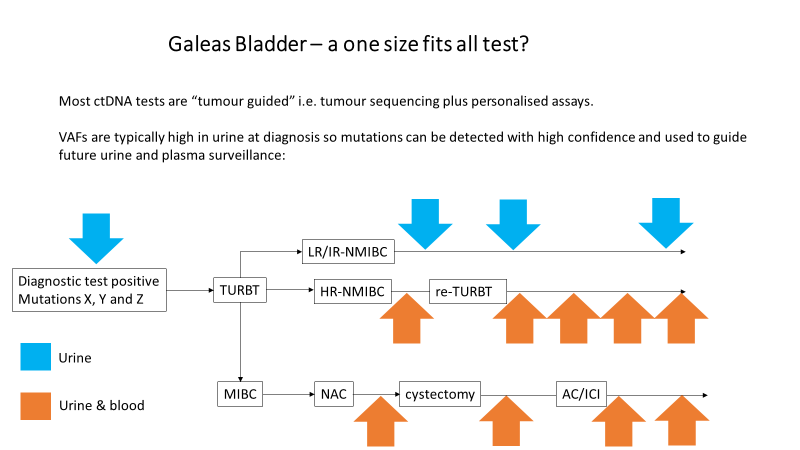 Galeas Bladder – a one size fits all test?
Most ctDNA tests are “tumour guided” i.e. tumour sequencing plus personalised assays.
VAFs are typically high in urine at diagnosis so mutations can be detected with high confidence and used to guide
future urine and plasma surveillance:
LR/IR-NMIBC
Diagnostic test positive
Mutations X, Y and Z
TURBT
HR-NMIBC
re-TURBT
Urine
MIBC
NAC
cystectomy
AC/ICI
Urine & blood